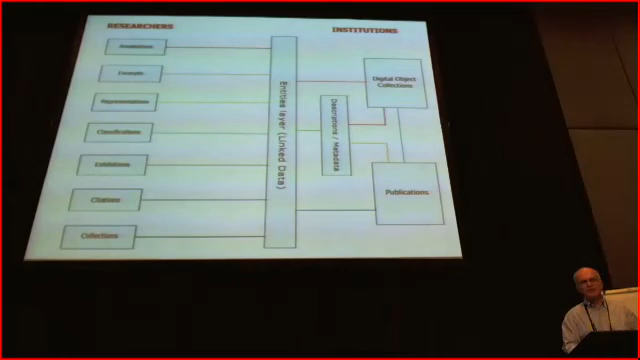 RESEARCHERS
INSTITUTIONS
Annotations
Excerpts
Representations
Classifications
Exhibitions
Citations
Collections
Entities layer (Linked Data)
Descriptions / Metadata
Digital Object
Collections
Publications